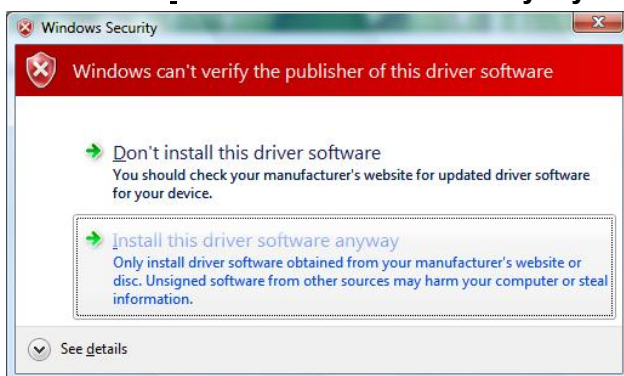 Windows Security
Windows can't verify the publisher of this driver software
Don't install this driver software
You should check your manufacturer's website for updated driver software
for your device.
Install this driver software anyway
Only install driver software obtained from your manufacturer's website or
disc. Unsigned software from other sources may harm your computer or steal
information.
See details